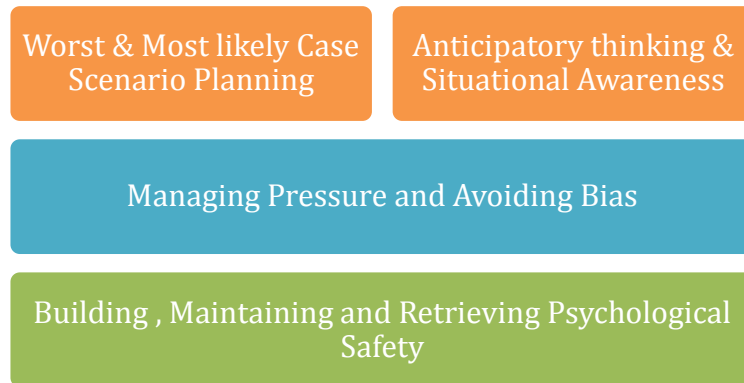 Worst & Most likely Case
Scenario Planning
Anticipatory thinking &
Situational Awareness
Managing Pressure and Avoiding Bias
Building , Maintaining and Retrieving Psychological
Safety